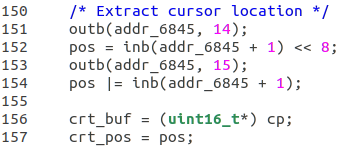 150 /* Extract cursor location */
151 outb(addr_6845, 14);
152 pos = inb(addr_6845 + 1) << 8;
153 outb(addr_6845, 15);
154 pos |= inb(addr_6845 + 1);
155
156 crt_buf = (uint16_t*) cp;
157 crt_pos = pos;